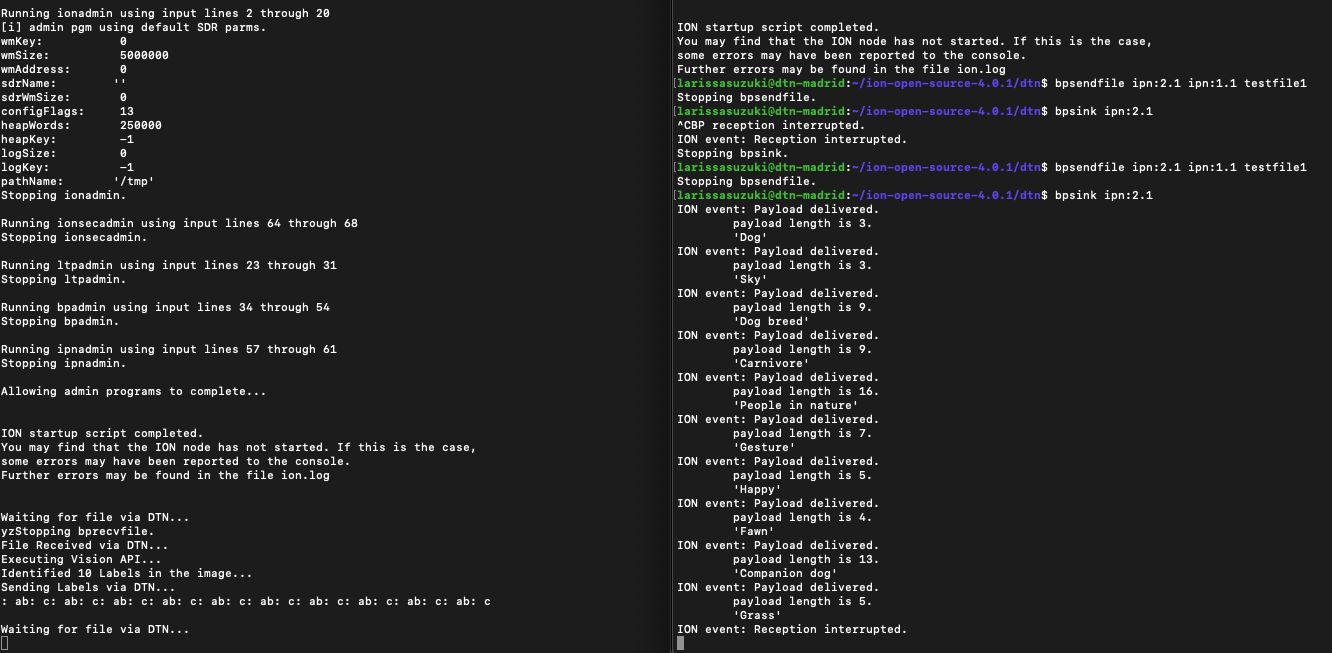 Running ionadmin using input lines 2 through 20
[i] admin pgm using default SDR parms.
wmKey: 0
wmSize: 5000000
wmAddress: 0
sdrName: ''
sdrWmSize: 0
configFlags: 13
heapWords: 250000
heapKey: -1
logSize: 0
logKey: -1
pathName: '/tmp'
Stopping ionadmin.
Running ionsecadmin using input lines 64 through 68
Stopping ionsecadmin.
Running ltpadmin using input lines 23 through 31
Stopping ltpadmin.
Running bpadmin using input lines 34 through 54
Stopping bpadmin.
Running ipnadmin using input lines 57 through 61
Stopping ipnadmin.
Allowing admin programs to complete...
ION startup script completed.
You may find that the ION node has not started. If this is the case,
some errors may have been reported to the console.
Further errors may be found in the file ion.log
Waiting for file via DTN...
yzStopping bprecvfile.
File Received via DTN...
Executing Vision API...
Identified 10 Labels in the image...
Sending Labels via DTN...
: ab: c: ab: c: ab: c: ab: c: ab: c: ab: c: ab: c: ab: c: ab: c: ab: c
Waiting for file via DTN...
ION startup script completed.
You may find that the ION node has not started. If this is the case,
some errors may have been reported to the console.
Further errors may be found in the file ion.log
[larissasuzuki@dtn-madrid:~/ion-open-source-4.0.1/dtn$ bpsendfile ipn:2.1 ipn:1.1 testfile1
Stopping bpsendfile.
[larissasuzuki@dtn-madrid:~/ion-open-source-4.0.1/dtn$ bpsink ipn:2.1
^CBP reception interrupted.
ION event: Reception interrupted.
Stopping bpsink.
[larissasuzuki@dtn-madrid:~/ion-open-source-4.0.1/dtn$ bpsendfile ipn:2.1 ipn:1.1 testfile1
Stopping bpsendfile.
[larissasuzuki@dtn-madrid:~/ion-open-source-4.0.1/dtn$ bpsink ipn:2.1
ION event: Payload delivered.
payload length is 3.
'Dog'
ION event: Payload delivered.
payload length is 3.
'Sky'
ION event: Payload delivered.
payload length is 9.
'Dog breed'
ION event: Payload delivered.
payload length is 9.
'Carnivore'
ION event: Payload delivered.
payload length is 16.
'People in nature'
ION event: Payload delivered.
payload length is 7.
'Gesture'
ION event: Payload delivered.
payload length is 5.
'Happy'
ION event: Payload delivered.
payload length is 4.
'Fawn'
ION event: Payload delivered.
payload length is 13.
'Companion dog'
ION event: Payload delivered.
payload length is 5.
'Grass'
ION event: Reception interrupted.